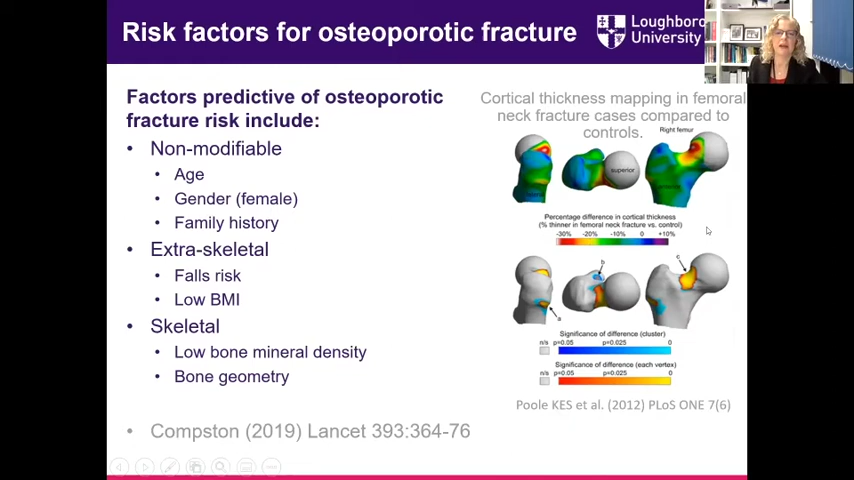 Risk factors for osteoporotic fracture
Loughboro
University
Factors predictive of osteoporotic
fracture risk include:
• Non-modifiable
• Age
• Gender (female)
• Family history
• Extra-skeletal
• Falls risk
• Low BMI
• Skeletal
• Low bone mineral density
• Bone geometry
• Compston (2019) Lancet 393:364-76
Cortical thickness mapping in femoral
neck fracture cases compared to
controls.
Right femur
superior
Percentage difference in cortical thickness
(% thinner in femoral neck fracture vs. control)
-30% -20% -10% 0 +10%
b
c
a
Significance of difference (cluster)
n/s p=0.05 p=0.025 0
Significance of difference (each vertex)
n/s p=0.05 p=0.025 0
Poole KES et al. (2012) PLoS ONE 7(6)